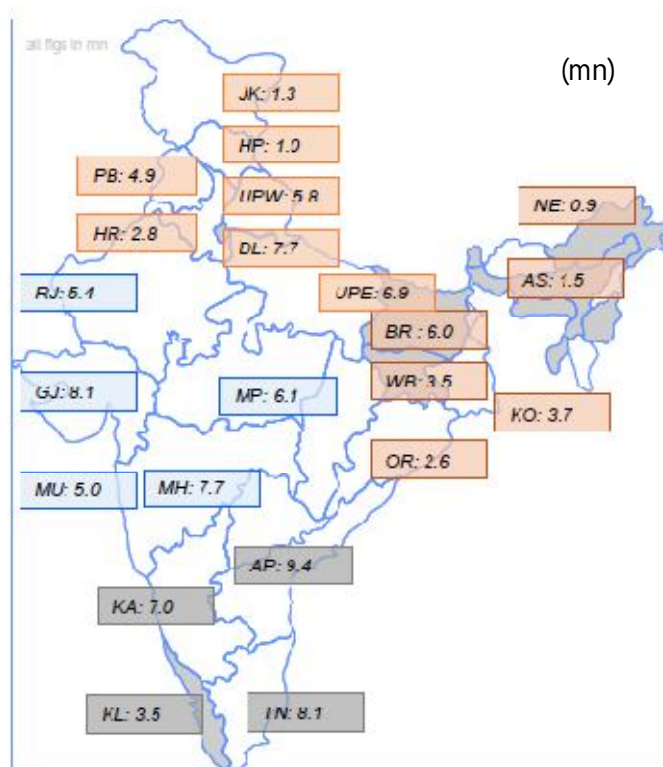 all figs in mn
(mn)
JK: 1.3
HP: 1.0
PB: 4.9
UPW: 5.8
NE: 0.9
HR: 2.8
DL: 7.7
AS: 1.5
RJ: 5.4
UPE: 6.9
BR : 6.0
GJ: 8.1
MP: 6.1
WB: 3.5
KO: 3.7
OR: 2.6
MU: 5.0
MH: 7.7
AP: 9.4
KA: 7.0
KL: 3.5
TN: 8.1